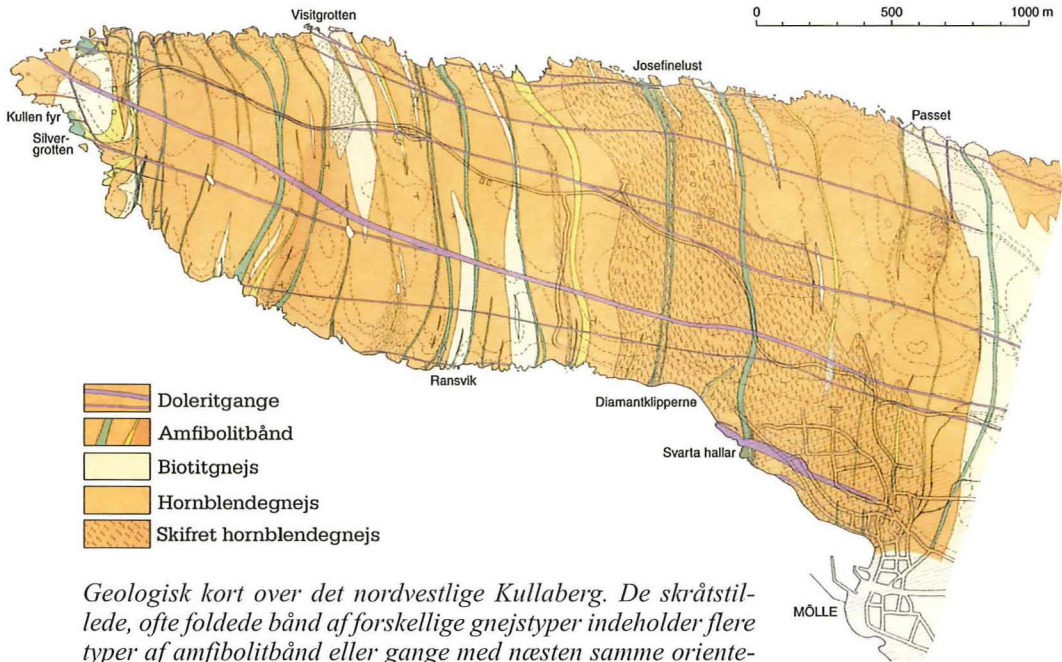 Visitgrotten
0 500 1000 m
Josefinelust
Passet
Kullen fyr
Silver-
grotten
Ransvik
Diamantklipperne
Svarta hallar
MÖLLE
Doleritgange
Amfibolitbånd
Biotitgnejs
Hornblendegnejs
Skifret hornblendegnejs
Geologisk kort over det nordvestlige Kullaberg. De skråtstil-
lede, ofte foldede bånd af forskellige gnejstyper indeholder flere
typer af amfibolitbånd eller gange med næsten samme oriente-